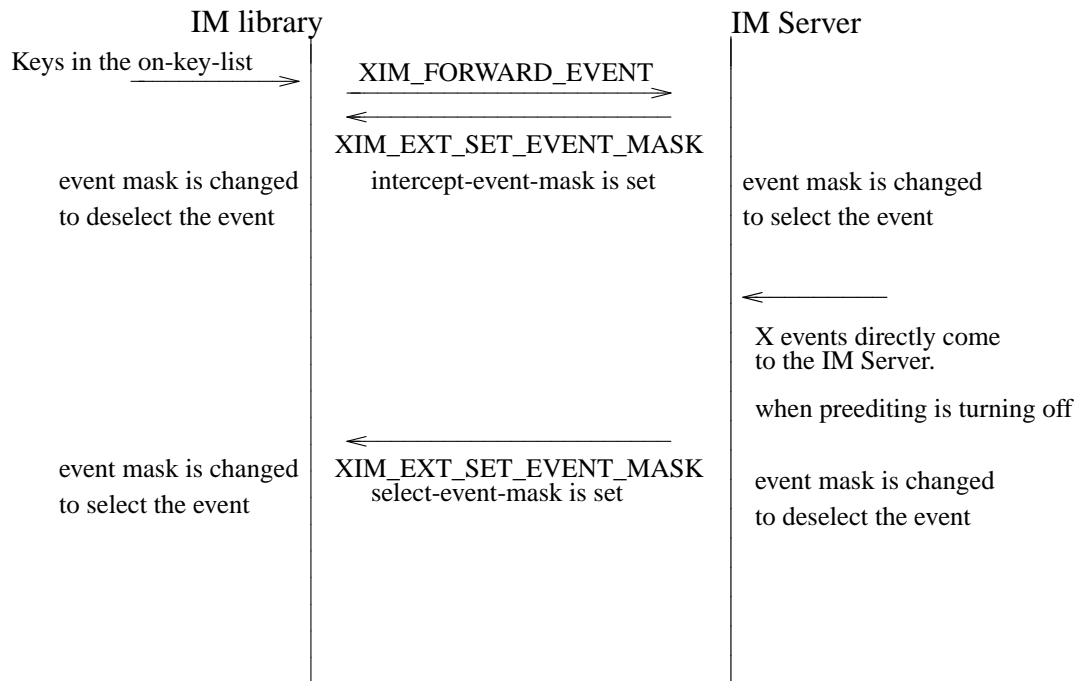 IM library
IM Server
Keys in the on-key-list
XIM_FORWARD_EVENT
XIM_EXT_SET_EVENT_MASK
intercept-event-mask is set
event mask is changed
to deselect the event
event mask is changed
to select the event
X events directly come
to the IM Server.
when preediting is turning off
XIM_EXT_SET_EVENT_MASK
select-event-mask is set
event mask is changed
to select the event
event mask is changed
to deselect the event